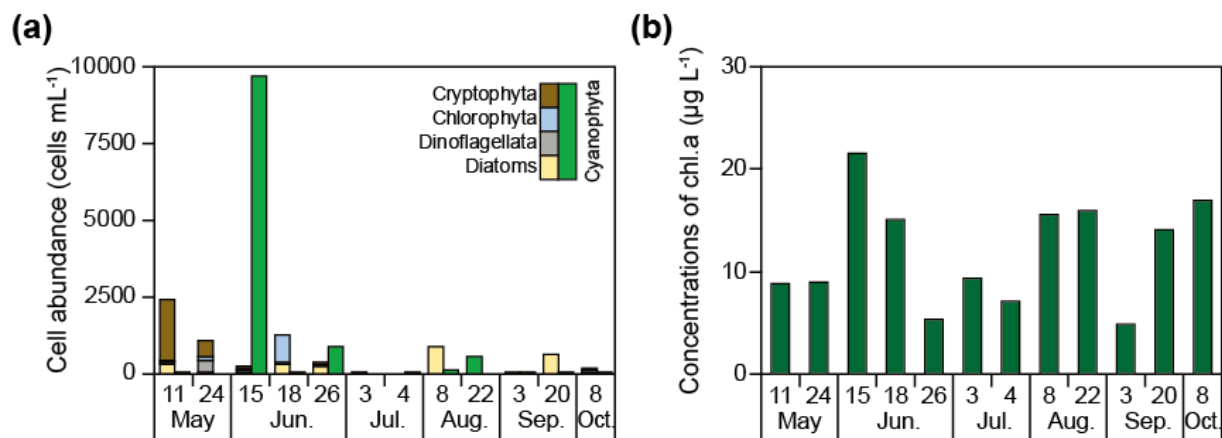 (a)
Cell abundance (cells mL⁻¹)
10000
7500
5000
2500
0
Cryptophyta
Chlorophyta
Dinoflagellata
Diatoms
Cyanophyta
11 24 15 18 26 3 4 8 22 3 20 8
May Jun. Jul. Aug. Sep. Oct.
(b)
Concentrations of chl.a (µg L⁻¹)
30
20
10
0
11 24 15 18 26 3 4 8 22 3 20 8
May Jun. Jul. Aug. Sep. Oct.